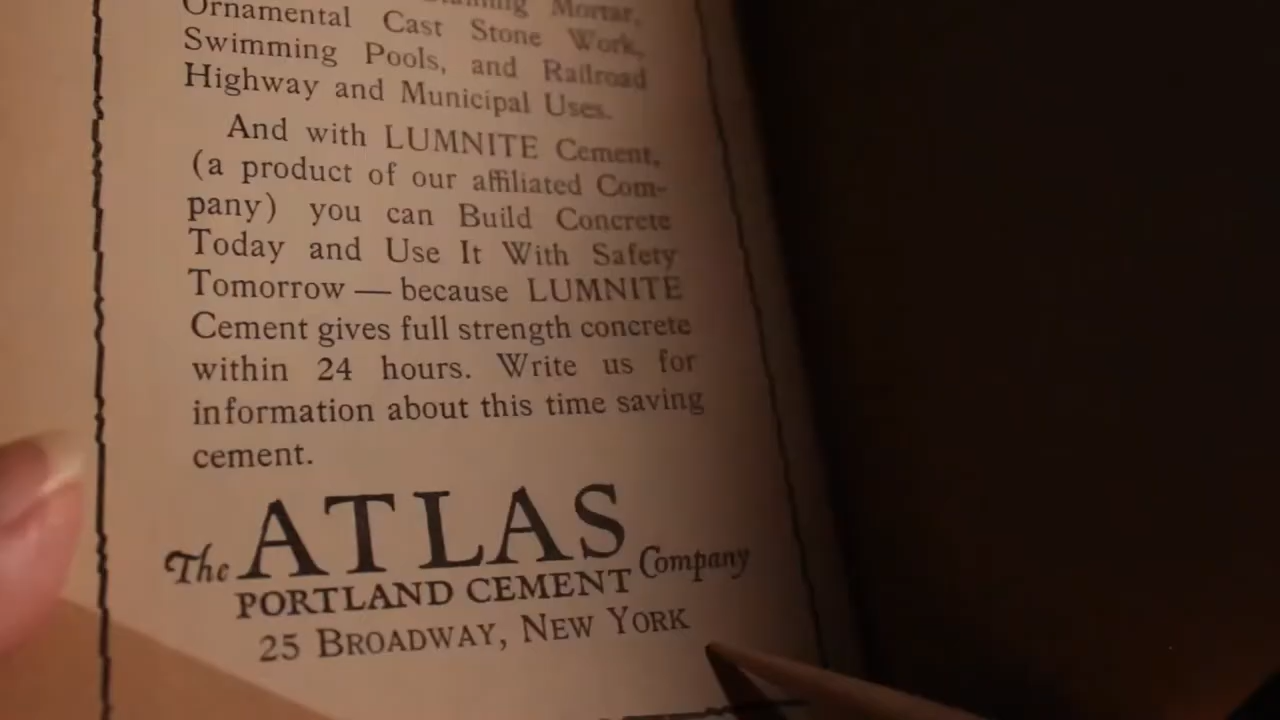 Mortar,
Ornamental Cast Stone Work,
Swimming Pools, and Railroad
Highway and Municipal Uses.
And with LUMNITE Cement,
(a product of our affiliated Com-
pany) you can Build Concrete
Today and Use It With Safety
Tomorrow — because LUMNITE
Cement gives full strength concrete
within 24 hours. Write us for
information about this time saving
cement.
The ATLAS Company
PORTLAND CEMENT
25 BROADWAY, NEW YORK